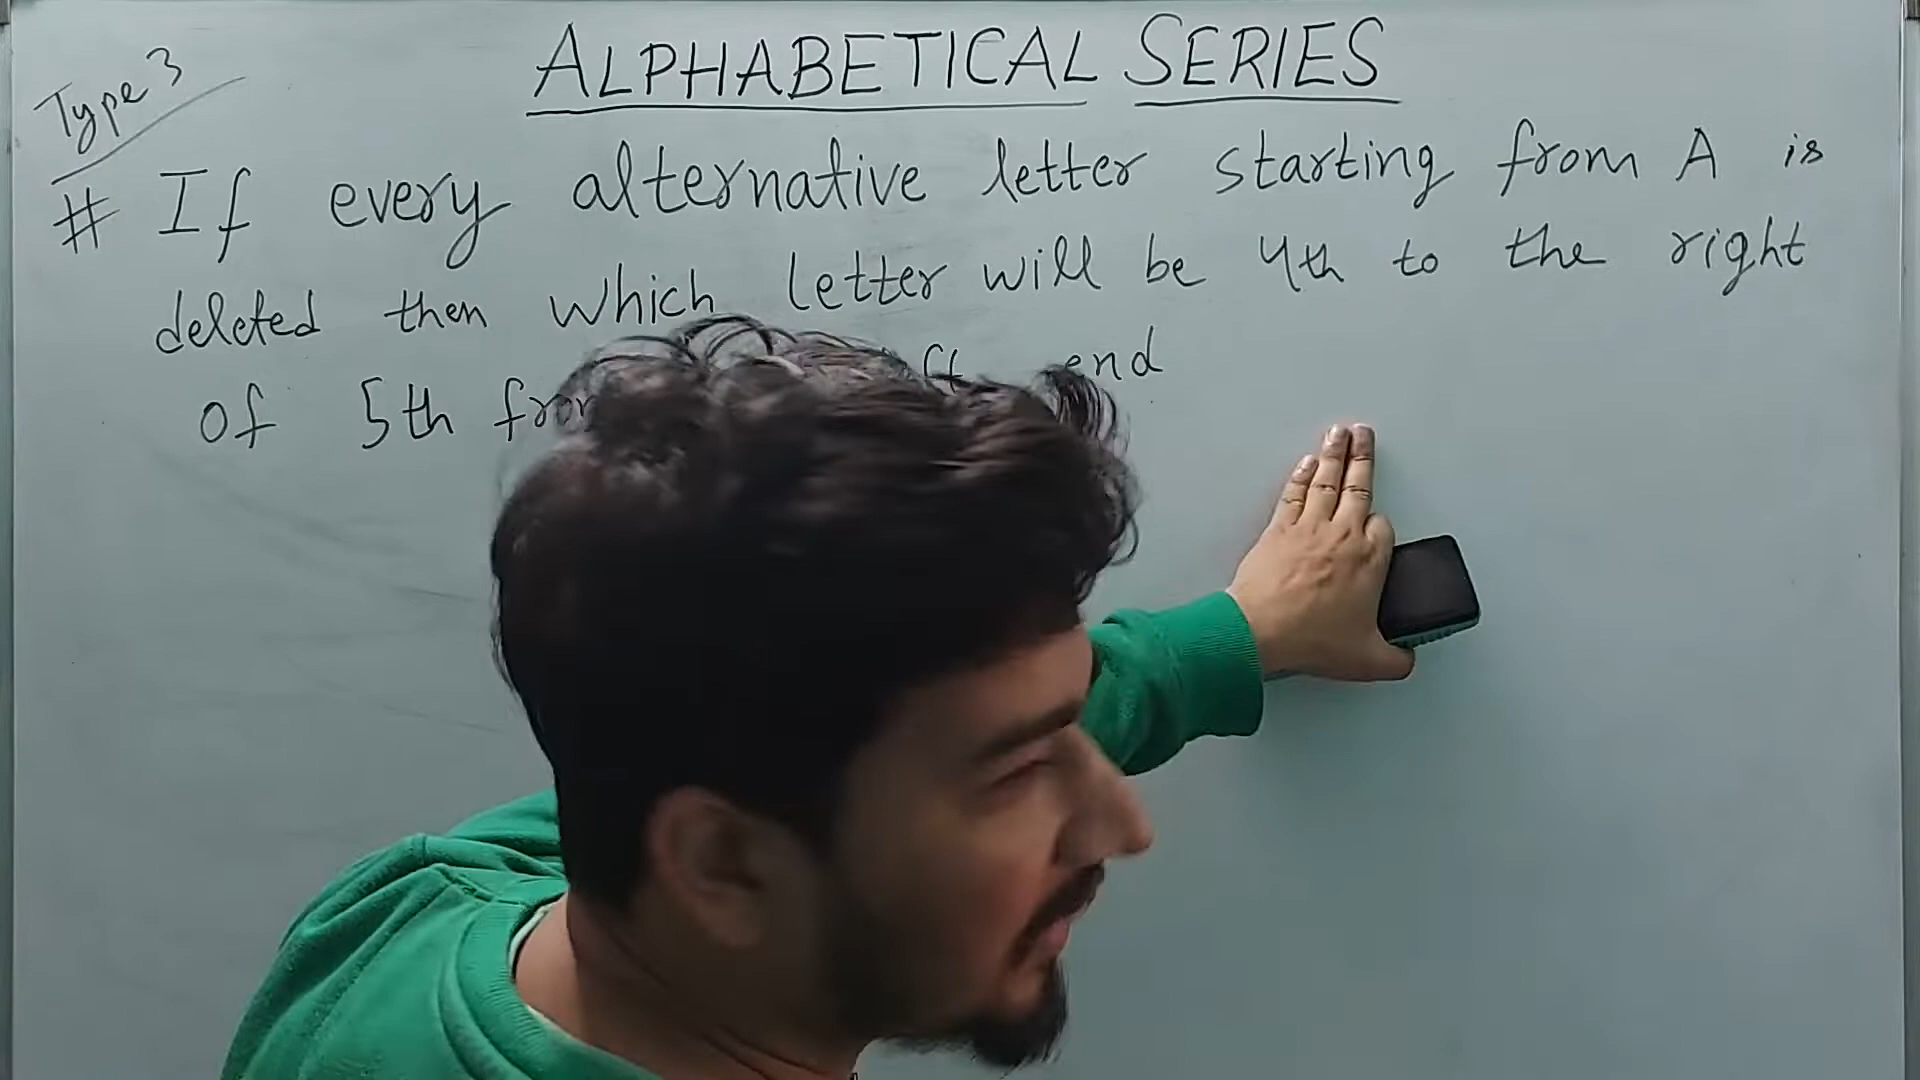 ALPHABETICAL SERIES
Type 3
# If every alternative letter starting from A is
deleted then which letter will be 4th to the right
of 5th from end